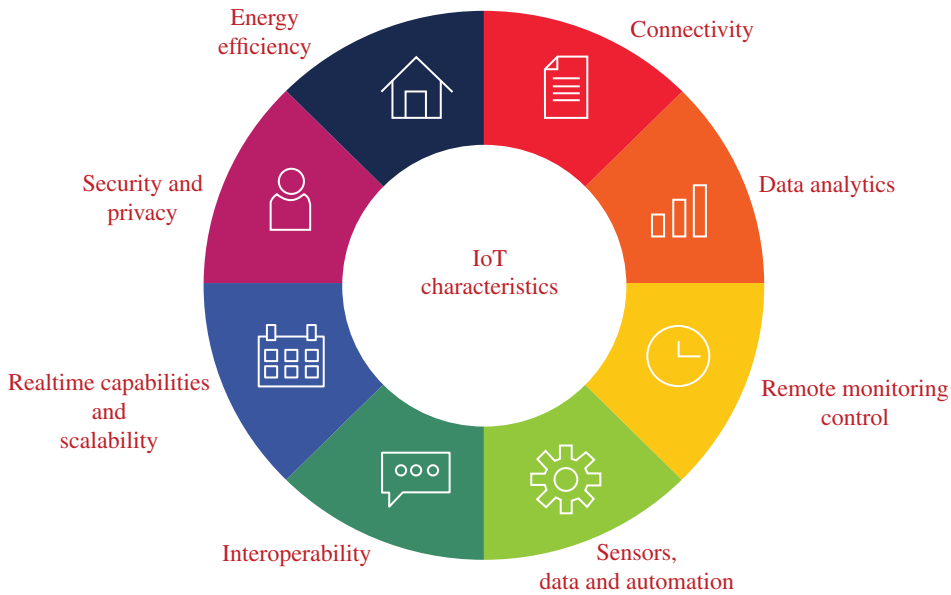 Energy
efficiency
Connectivity
Security and
privacy
Data analytics
IoT
characteristics
Realtime capabilities
and
scalability
Remote monitoring
control
Interoperability
Sensors,
data and automation